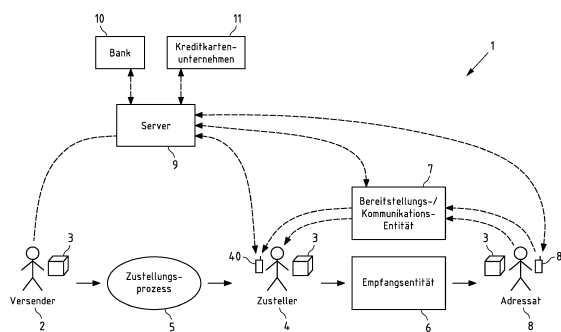 10
11
Bank
Kreditkarten-
unternehmen
1
Server
9
7
Bereitstellungs-/
Kommunikations-
Entität
3
40
3
3
8
Zustellungs-
prozess
Empfangsentität
Versender
Zusteller
Adressat
2
5
4
6
8